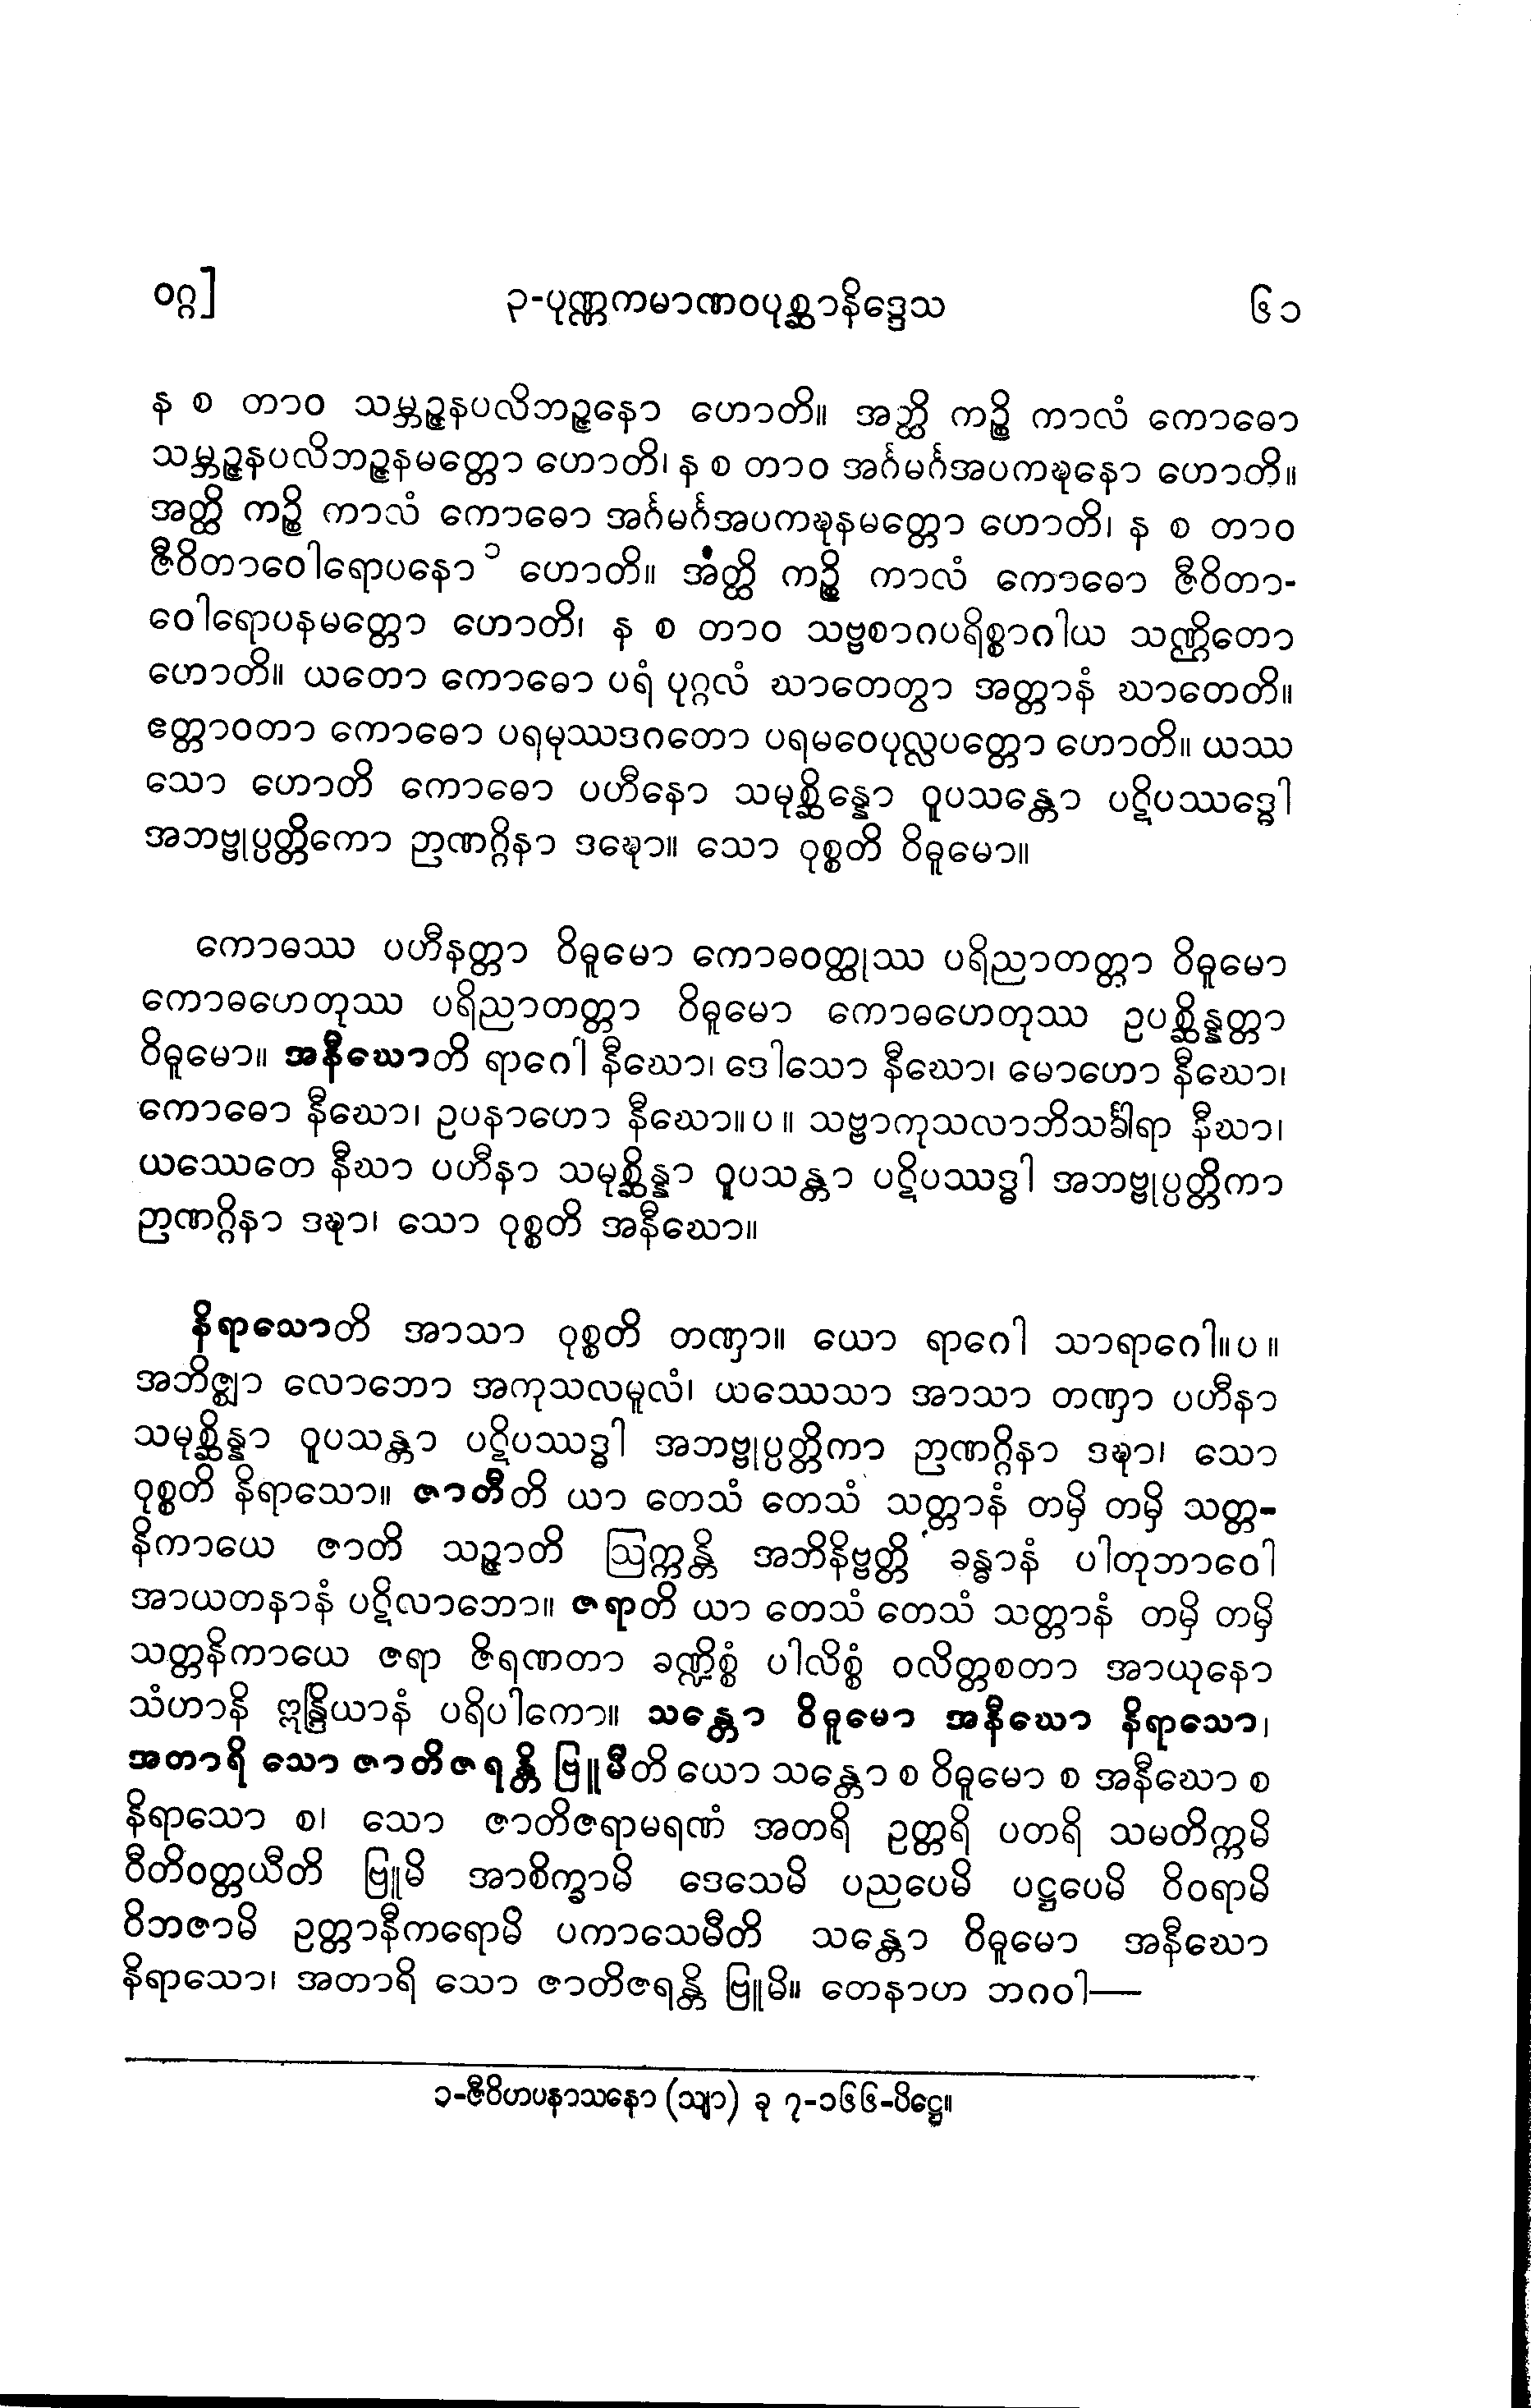 ဝဂ္ဂ]
၃-ပုဏ္ဏကမာဏဝပုစ္ဆာနိဒ္ဒေသ
၆၁
န စ တာဝ သမ္ဘဉ္ဇနပလိဘဉ္ဇနော ဟောတိ။ အတ္ထိ ကဉ္စိ ကာလံ ကောဓော
သမ္ဘဉ္ဇနပလိဘဉ္ဇနမတ္တော ဟောတိ၊ န စ တာဝ အင်္ဂမင်္ဂအပကဍ္ဎနော ဟောတိ။
အတ္ထိ ကဉ္စိ ကာလံ ကောဓော အင်္ဂမင်္ဂအပကဍ္ဎနမတ္တော ဟောတိ၊ န စ တာဝ
ဇီဝိတာဝေါရောပနော ၁ ဟောတိ။ အတ္ထိ ကဉ္စိ ကာလံ ကောဓော ဇီဝိတာ-
ဝေါရောပနမတ္တော ဟောတိ၊ န စ တာဝ သဗ္ဗစာဂပရိစ္စာဂါယ သဏ္ဌိတော
ဟောတိ။ ယတော ကောဓော ပရံ ပုဂ္ဂလံ ဃာတေတွာ အတ္တာနံ ဃာတေတိ။
ဧတ္တာဝတာ ကောဓော ပရမုဿဒဂတော ပရမဝေပုလ္လပတ္တော ဟောတိ။ ယဿ
သော ဟောတိ ကောဓော ပဟီနော သမုစ္ဆိန္နော ဝူပသန္တော ပဋိပဿဒ္ဓေါ
အဘဗ္ဗုပ္ပတ္တိကော ဉာဏဂ္ဂိနာ ဒဍ္ဎော။ သော ဝုစ္စတိ ဝိဓူမော။
ကောဓဿ ပဟီနတ္တာ ဝိဓူမော ကောဓဝတ္ထုဿ ပရိညာတတ္တာ ဝိဓူမော
ကောဓဟေတုဿ ပရိညာတတ္တာ ဝိဓူမော ကောဓဟေတုဿ ဥပစ္ဆိန္နတ္တာ
ဝိဓူမော။ အနီဃောတိ ရာဂေါ နီဃော၊ ဒေါသော နီဃော၊ မောဟော နီဃော၊
ကောဓော နီဃော၊ ဥပနာဟော နီဃော။ပ။ သဗ္ဗာကုသလာဘိသင်္ခါရာ နီဃာ၊
ယဿေတေ နီဃာ ပဟီနာ သမုစ္ဆိန္နာ ဝူပသန္တာ ပဋိပဿဒ္ဓါ အဘဗ္ဗုပ္ပတ္တိကာ
ဉာဏဂ္ဂိနာ ဒဍ္ဎာ၊ သော ဝုစ္စတိ အနီဃော။
နိရာသောတိ အာသာ ဝုစ္စတိ တဏှာ။ ယော ရာဂေါ သာရာဂေါ။ပ။
အဘိဇ္ဈာ လောဘော အကုသလမူလံ၊ ယဿေသာ အာသာ တဏှာ ပဟီနာ
သမုစ္ဆိန္နာ ဝူပသန္တာ ပဋိပဿဒ္ဓါ အဘဗ္ဗုပ္ပတ္တိကာ ဉာဏဂ္ဂိနာ ဒဍ္ဎာ၊ သော
ဝုစ္စတိ နိရာသော။ ဇာတီတိ ယာ တေသံ တေသံ သတ္တာနံ တမှိ တမှိ သတ္တ-
နိကာယေ ဇာတိ သဉ္ဇာတိ ဩက္ကန္တိ အဘိနိဗ္ဗတ္တိ ခန္ဓာနံ ပါတုဘာဝေါ
အာယတနာနံ ပဋိလာဘော။ ဇရာတိ ယာ တေသံ တေသံ သတ္တာနံ တမှိ တမှိ
သတ္တနိကာယေ ဇရာ ဇိရဏတာ ခဏ္ဍိစ္စံ ပါလိစ္စံ ဝလိတ္တစတာ အာယုနော
သံဟာနိ ဣန္ဒြိယာနံ ပရိပါကော။ သန္တော ဝိဓူမော အနီဃော နိရာသော၊
အတာရိ သော ဇာတိဇရန္တိ ဗြူမီတိ ယော သန္တော စ ဝိဓူမော စ အနီဃော စ
နိရာသော စ၊ သော ဇာတိဇရာမရဏံ အတရိ ဥတ္တရိ ပတရိ သမတိက္ကမိ
ဝီတိဝတ္တယီတိ ဗြူမိ အာစိက္ခာမိ ဒေသေမိ ပညပေမိ ပဋ္ဌပေမိ ဝိဝရာမိ
ဝိဘဇာမိ ဥတ္တာနီကရောမိ ပကာသေမီတိ သန္တော ဝိဓူမော အနီဃော
နိရာသော၊ အတာရိ သော ဇာတိဇရန္တိ ဗြူမိ။ တေနာဟ ဘဂဝါ—
၁-ဇီဝိဟပနာသနော (သျာ) ခု ၇-၁၆၆-ပိဋ္ဌေ။